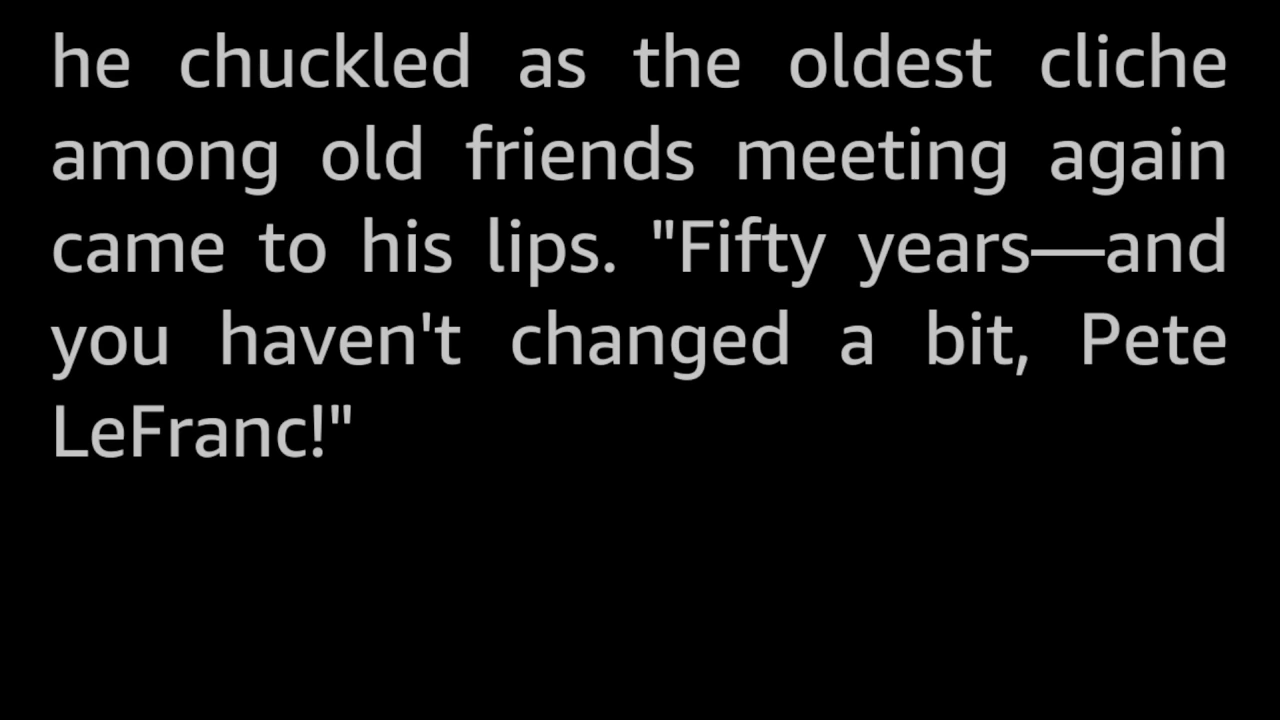 he chuckled as the oldest cliche
among old friends meeting again
came to his lips. "Fifty years—and
you haven't changed a bit, Pete
LeFranc!"